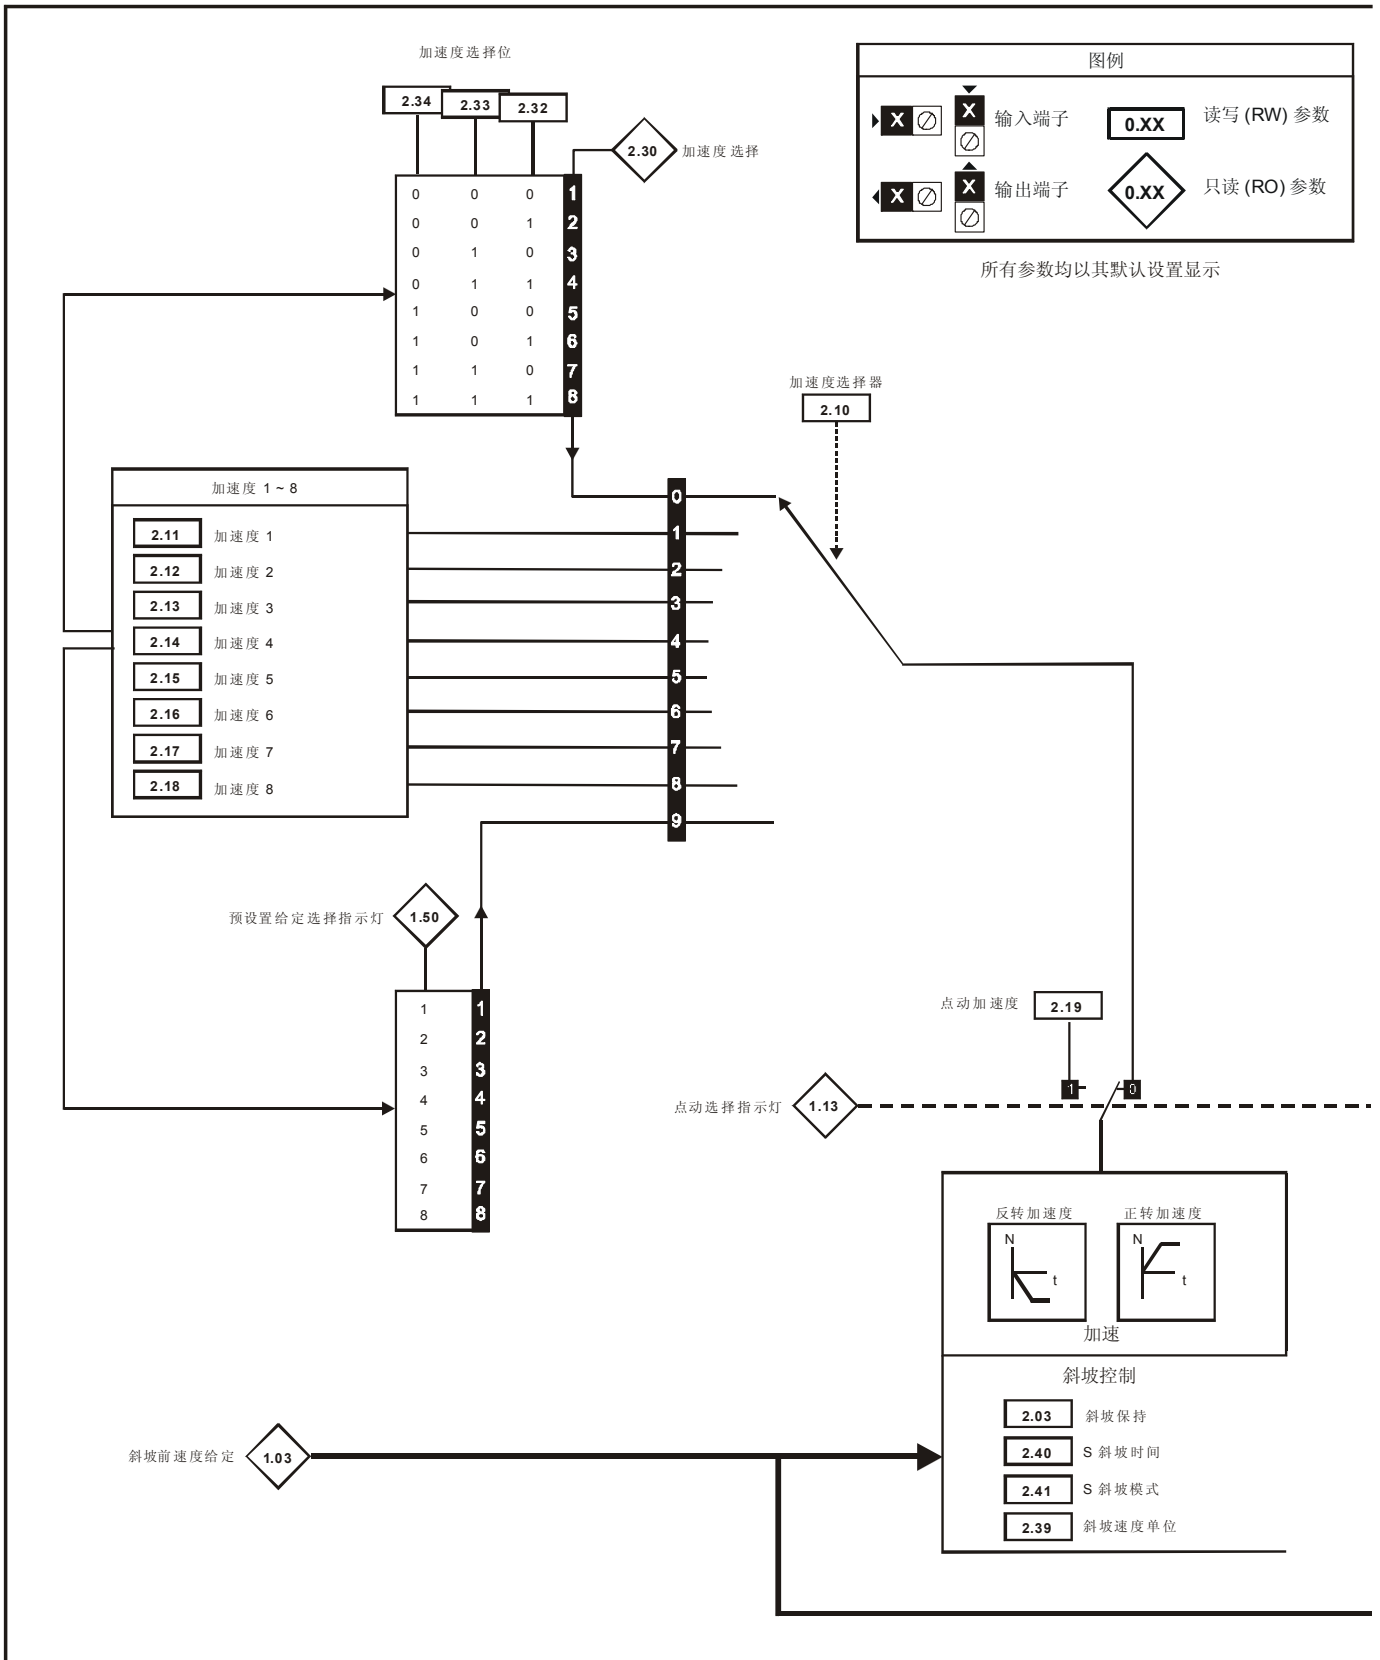 加速度选择位
2.34 2.33 2.32
2.30 加速度选择
0 0 0 1
0 0 1 2
0 1 0 3
0 1 1 4
1 0 0 5
1 0 1 6
1 1 0 7
1 1 1 8
图例
X 输入端子 X 0.XX 读写 (RW) 参数
X 输出端子 X 0.XX 只读 (RO) 参数
所有参数均以其默认设置显示
加速度选择器
2.10
加速度 1 ~ 8
2.11 加速度 1
2.12 加速度 2
2.13 加速度 3
2.14 加速度 4
2.15 加速度 5
2.16 加速度 6
2.17 加速度 7
2.18 加速度 8
0
1
2
3
4
5
6
7
8
9
预设置给定选择指示灯 1.50
1 1
2 2
3 3
4 4
5 5
6 6
7 7
8 8
点动加速度 2.19
1 0
点动选择指示灯 1.13
反转加速度 正转加速度
N t N t
加速
斜坡控制
2.03 斜坡保持
2.40 S 斜坡时间
2.41 S 斜坡模式
2.39 斜坡速度单位
斜坡前速度给定 1.03